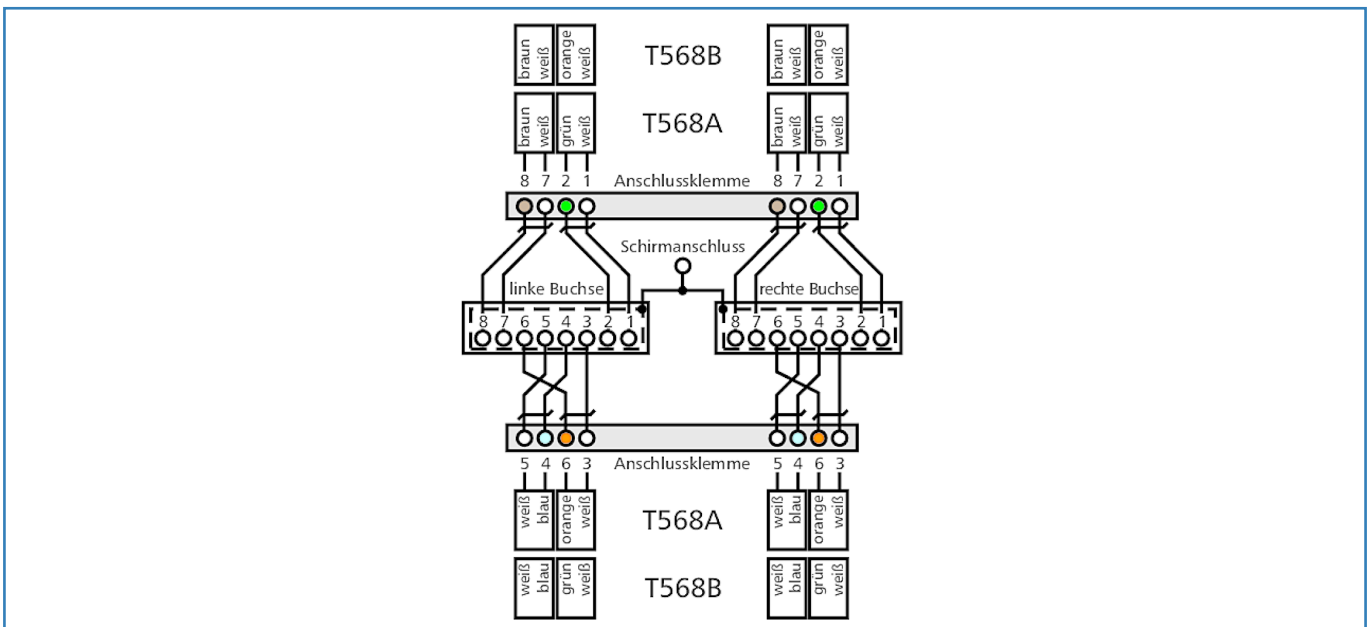 braun weiß orange weiß T568B braun weiß orange weiß
braun weiß grün weiß T568A braun weiß grün weiß
8 7 2 1 Anschlussklemme 8 7 2 1
Schirmanschluss
linke Buchse rechte Buchse
8 7 6 5 4 3 2 1 8 7 6 5 4 3 2 1
5 4 6 3 Anschlussklemme 5 4 6 3
weiß blau orange weiß T568A weiß blau orange weiß
weiß blau grün weiß T568B weiß blau grün weiß